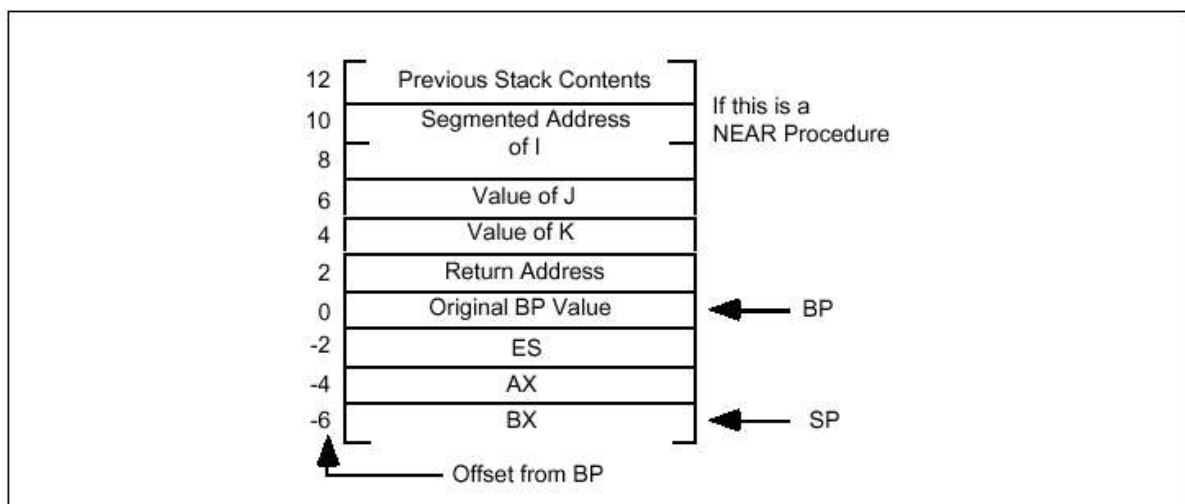 12 Previous Stack Contents
If this is a
NEAR Procedure
10 Segmented Address
of I
8
6 Value of J
4 Value of K
2 Return Address
0 Original BP Value BP
-2 ES
-4 AX
-6 BX SP
Offset from BP